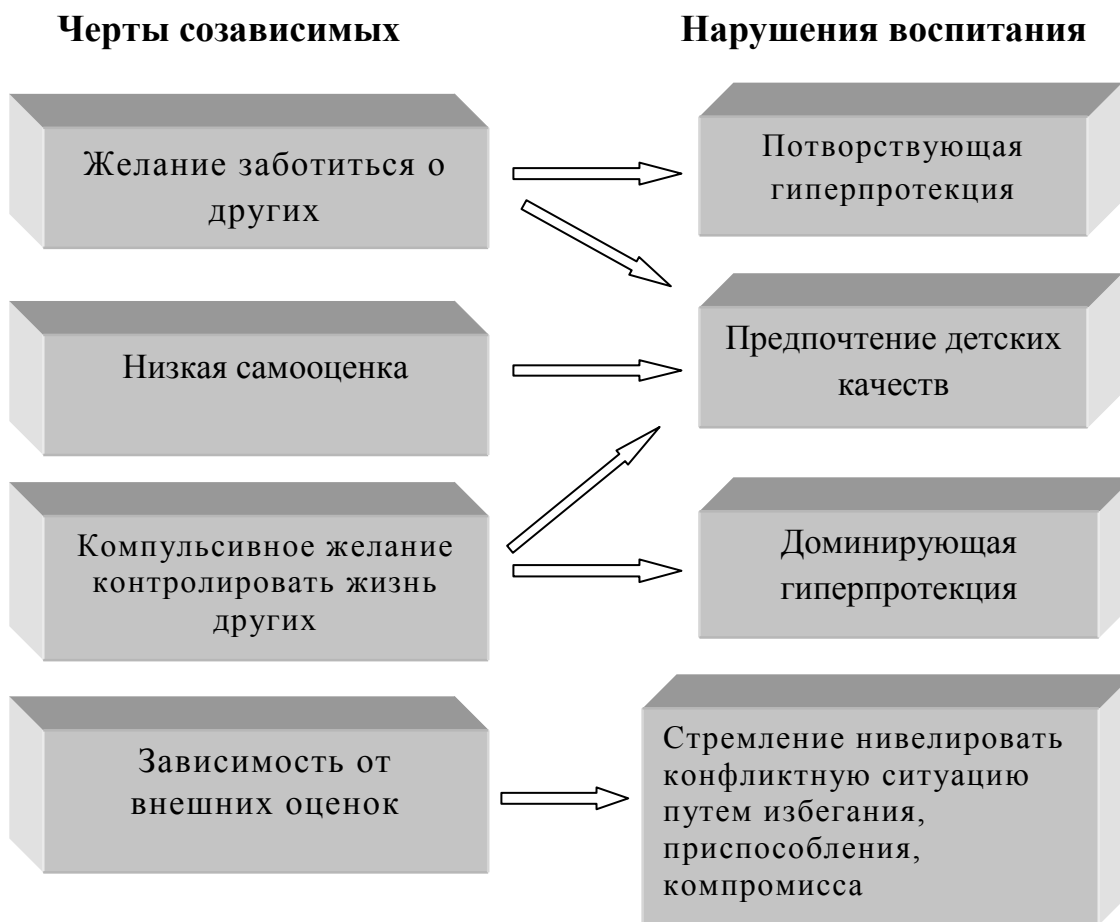 Черты созависимых
Нарушения воспитания
Желание заботиться о
других
Потворствующая
гиперпротекция
Низкая самооценка
Предпочтение детских
качеств
Компульсивное желание
контролировать жизнь
других
Доминирующая
гиперпротекция
Зависимость от
внешних оценок
Стремление нивелировать
конфликтную ситуацию
путем избегания,
приспособления,
компромисса